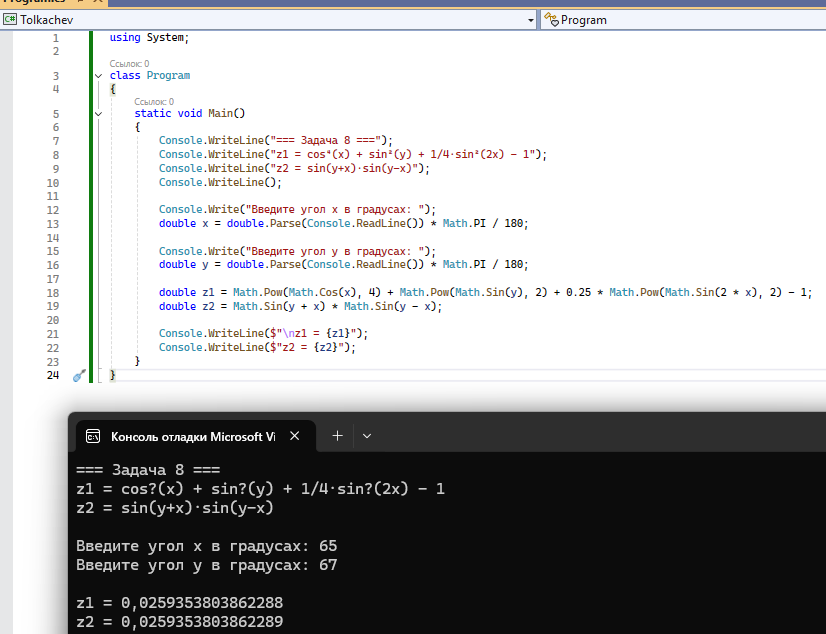 Programics
C# Tolkachev
Program
1 using System;
2
Ссылок: 0
3 class Program
4 {
Ссылок: 0
5 static void Main()
6 {
7 Console.WriteLine("=== Задача 8 ===");
8 Console.WriteLine("z1 = cos⁴(x) + sin²(y) + 1/4·sin²(2x) − 1");
9 Console.WriteLine("z2 = sin(y+x)·sin(y−x)");
10 Console.WriteLine();
11
12 Console.Write("Введите угол x в градусах: ");
13 double x = double.Parse(Console.ReadLine()) * Math.PI / 180;
14
15 Console.Write("Введите угол y в градусах: ");
16 double y = double.Parse(Console.ReadLine()) * Math.PI / 180;
17
18 double z1 = Math.Pow(Math.Cos(x), 4) + Math.Pow(Math.Sin(y), 2) + 0.25 * Math.Pow(Math.Sin(2 * x), 2) - 1;
19 double z2 = Math.Sin(y + x) * Math.Sin(y - x);
20
21 Console.WriteLine($"\nz1 = {z1}");
22 Console.WriteLine($"z2 = {z2}");
23 }
24 }
Консоль отладки Microsoft Vi
=== Задача 8 ===
z1 = cos?(x) + sin?(y) + 1/4·sin?(2x) - 1
z2 = sin(y+x)·sin(y-x)
Введите угол x в градусах: 65
Введите угол y в градусах: 67
z1 = 0,0259353803862288
z2 = 0,0259353803862289